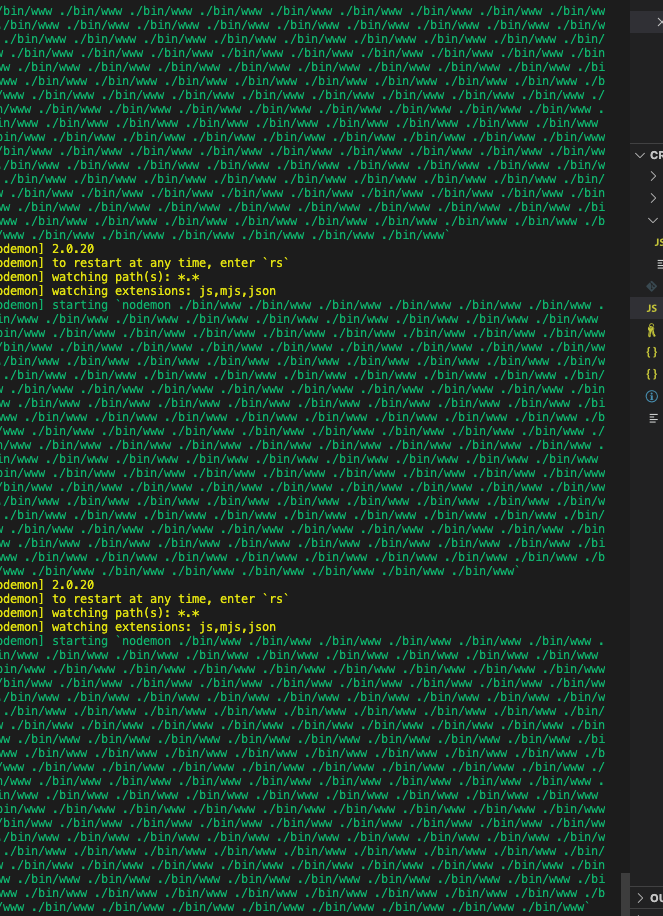 /bin/www ./bin/www ./bin/www ./bin/www ./bin/www ./bin/www ./bin/www ./bin/www ./bin/ww
./bin/www ./bin/www ./bin/www ./bin/www ./bin/www ./bin/www ./bin/www ./bin/www ./bin/w
./bin/www ./bin/www ./bin/www ./bin/www ./bin/www ./bin/www ./bin/www ./bin/www ./bin/
w ./bin/www ./bin/www ./bin/www ./bin/www ./bin/www ./bin/www ./bin/www ./bin/www ./bin
ww ./bin/www ./bin/www ./bin/www ./bin/www ./bin/www ./bin/www ./bin/www ./bin/www ./bi
www ./bin/www ./bin/www ./bin/www ./bin/www ./bin/www ./bin/www ./bin/www ./bin/www ./b
/www ./bin/www ./bin/www ./bin/www ./bin/www ./bin/www ./bin/www ./bin/www ./bin/www ./
n/www ./bin/www ./bin/www ./bin/www ./bin/www ./bin/www ./bin/www ./bin/www ./bin/www .
in/www ./bin/www ./bin/www ./bin/www ./bin/www ./bin/www ./bin/www ./bin/www ./bin/www
bin/www ./bin/www ./bin/www ./bin/www ./bin/www ./bin/www ./bin/www ./bin/www ./bin/www
/bin/www ./bin/www ./bin/www ./bin/www ./bin/www ./bin/www ./bin/www ./bin/www ./bin/ww
./bin/www ./bin/www ./bin/www ./bin/www ./bin/www ./bin/www ./bin/www ./bin/www ./bin/w
./bin/www ./bin/www ./bin/www ./bin/www ./bin/www ./bin/www ./bin/www ./bin/www ./bin/
w ./bin/www ./bin/www ./bin/www ./bin/www ./bin/www ./bin/www ./bin/www ./bin/www ./bin
ww ./bin/www ./bin/www ./bin/www ./bin/www ./bin/www ./bin/www ./bin/www ./bin/www ./bi
www ./bin/www ./bin/www ./bin/www ./bin/www ./bin/www ./bin/www ./bin/www ./bin/www ./b
/www ./bin/www ./bin/www ./bin/www ./bin/www ./bin/www ./bin/www`
odemon] 2.0.20
odemon] to restart at any time, enter `rs`
odemon] watching path(s): *.*
odemon] watching extensions: js,mjs,json
odemon] starting `nodemon ./bin/www ./bin/www ./bin/www ./bin/www ./bin/www ./bin/www .
in/www ./bin/www ./bin/www ./bin/www ./bin/www ./bin/www ./bin/www ./bin/www ./bin/www
bin/www ./bin/www ./bin/www ./bin/www ./bin/www ./bin/www ./bin/www ./bin/www ./bin/www
/bin/www ./bin/www ./bin/www ./bin/www ./bin/www ./bin/www ./bin/www ./bin/www ./bin/ww
./bin/www ./bin/www ./bin/www ./bin/www ./bin/www ./bin/www ./bin/www ./bin/www ./bin/w
./bin/www ./bin/www ./bin/www ./bin/www ./bin/www ./bin/www ./bin/www ./bin/www ./bin/
w ./bin/www ./bin/www ./bin/www ./bin/www ./bin/www ./bin/www ./bin/www ./bin/www ./bin
ww ./bin/www ./bin/www ./bin/www ./bin/www ./bin/www ./bin/www ./bin/www ./bin/www ./bi
www ./bin/www ./bin/www ./bin/www ./bin/www ./bin/www ./bin/www ./bin/www ./bin/www ./b
/www ./bin/www ./bin/www ./bin/www ./bin/www ./bin/www ./bin/www ./bin/www ./bin/www ./
n/www ./bin/www ./bin/www ./bin/www ./bin/www ./bin/www ./bin/www ./bin/www ./bin/www .
in/www ./bin/www ./bin/www ./bin/www ./bin/www ./bin/www ./bin/www ./bin/www ./bin/www
bin/www ./bin/www ./bin/www ./bin/www ./bin/www ./bin/www ./bin/www ./bin/www ./bin/www
/bin/www ./bin/www ./bin/www ./bin/www ./bin/www ./bin/www ./bin/www ./bin/www ./bin/ww
./bin/www ./bin/www ./bin/www ./bin/www ./bin/www ./bin/www ./bin/www ./bin/www ./bin/w
./bin/www ./bin/www ./bin/www ./bin/www ./bin/www ./bin/www ./bin/www ./bin/www ./bin/
w ./bin/www ./bin/www ./bin/www ./bin/www ./bin/www ./bin/www ./bin/www ./bin/www ./bin
ww ./bin/www ./bin/www ./bin/www ./bin/www ./bin/www ./bin/www ./bin/www ./bin/www ./bi
www ./bin/www ./bin/www ./bin/www ./bin/www ./bin/www ./bin/www ./bin/www ./bin/www ./b
/www ./bin/www ./bin/www ./bin/www ./bin/www ./bin/www ./bin/www ./bin/www`
odemon] 2.0.20
odemon] to restart at any time, enter `rs`
odemon] watching path(s): *.*
odemon] watching extensions: js,mjs,json
odemon] starting `nodemon ./bin/www ./bin/www ./bin/www ./bin/www ./bin/www ./bin/www .
in/www ./bin/www ./bin/www ./bin/www ./bin/www ./bin/www ./bin/www ./bin/www ./bin/www
bin/www ./bin/www ./bin/www ./bin/www ./bin/www ./bin/www ./bin/www ./bin/www ./bin/www
/bin/www ./bin/www ./bin/www ./bin/www ./bin/www ./bin/www ./bin/www ./bin/www ./bin/ww
./bin/www ./bin/www ./bin/www ./bin/www ./bin/www ./bin/www ./bin/www ./bin/www ./bin/w
./bin/www ./bin/www ./bin/www ./bin/www ./bin/www ./bin/www ./bin/www ./bin/www ./bin/
w ./bin/www ./bin/www ./bin/www ./bin/www ./bin/www ./bin/www ./bin/www ./bin/www ./bin
ww ./bin/www ./bin/www ./bin/www ./bin/www ./bin/www ./bin/www ./bin/www ./bin/www ./bi
www ./bin/www ./bin/www ./bin/www ./bin/www ./bin/www ./bin/www ./bin/www ./bin/www ./b
/www ./bin/www ./bin/www ./bin/www ./bin/www ./bin/www ./bin/www ./bin/www ./bin/www ./
n/www ./bin/www ./bin/www ./bin/www ./bin/www ./bin/www ./bin/www ./bin/www ./bin/www .
in/www ./bin/www ./bin/www ./bin/www ./bin/www ./bin/www ./bin/www ./bin/www ./bin/www
bin/www ./bin/www ./bin/www ./bin/www ./bin/www ./bin/www ./bin/www ./bin/www ./bin/www
/bin/www ./bin/www ./bin/www ./bin/www ./bin/www ./bin/www ./bin/www ./bin/www ./bin/ww
./bin/www ./bin/www ./bin/www ./bin/www ./bin/www ./bin/www ./bin/www ./bin/www ./bin/w
./bin/www ./bin/www ./bin/www ./bin/www ./bin/www ./bin/www ./bin/www ./bin/www ./bin/
w ./bin/www ./bin/www ./bin/www ./bin/www ./bin/www ./bin/www ./bin/www ./bin/www ./bin
ww ./bin/www ./bin/www ./bin/www ./bin/www ./bin/www ./bin/www ./bin/www ./bin/www ./bi
www ./bin/www ./bin/www ./bin/www ./bin/www ./bin/www ./bin/www ./bin/www ./bin/www ./b
/www ./bin/www ./bin/www ./bin/www ./bin/www ./bin/www ./bin/www ./bin/www ./bin/www`
CR
JS
JS
{}
{}
OU